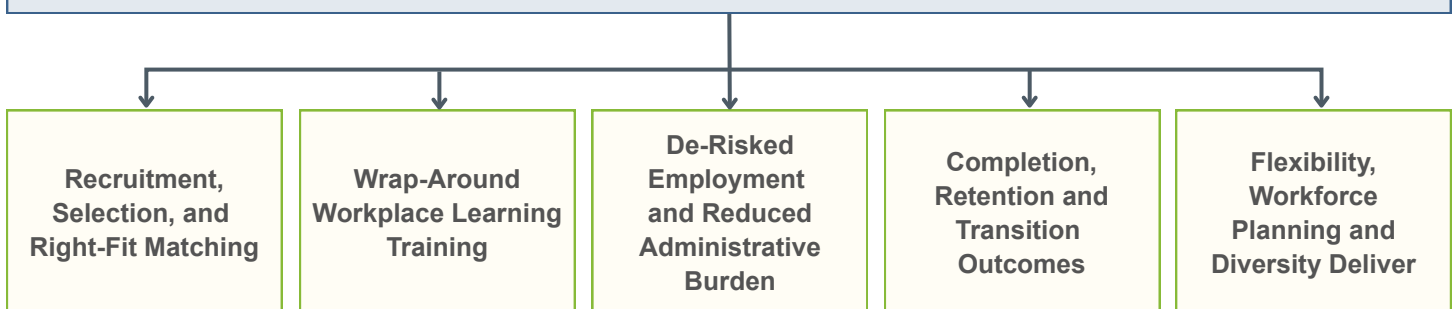 Recruitment,
Selection, and
Right-Fit Matching
Wrap-Around
Workplace Learning
Training
De-Risked
Employment
and Reduced
Administrative
Burden
Completion,
Retention and
Transition
Outcomes
Flexibility,
Workforce
Planning and
Diversity Deliver